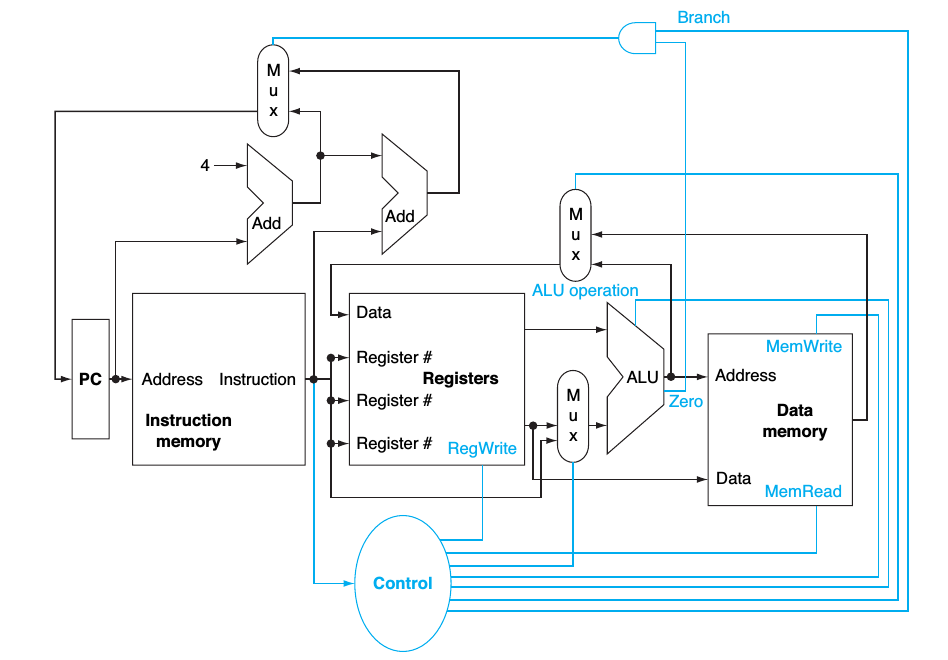 Branch
M
u
x
4
Add
Add
M
u
x
ALU operation
Data
Register #
Registers
Register #
Register #
RegWrite
PC
Address
Instruction
Instruction
memory
M
u
x
ALU
Zero
MemWrite
Address
Data
memory
Data
MemRead
Control